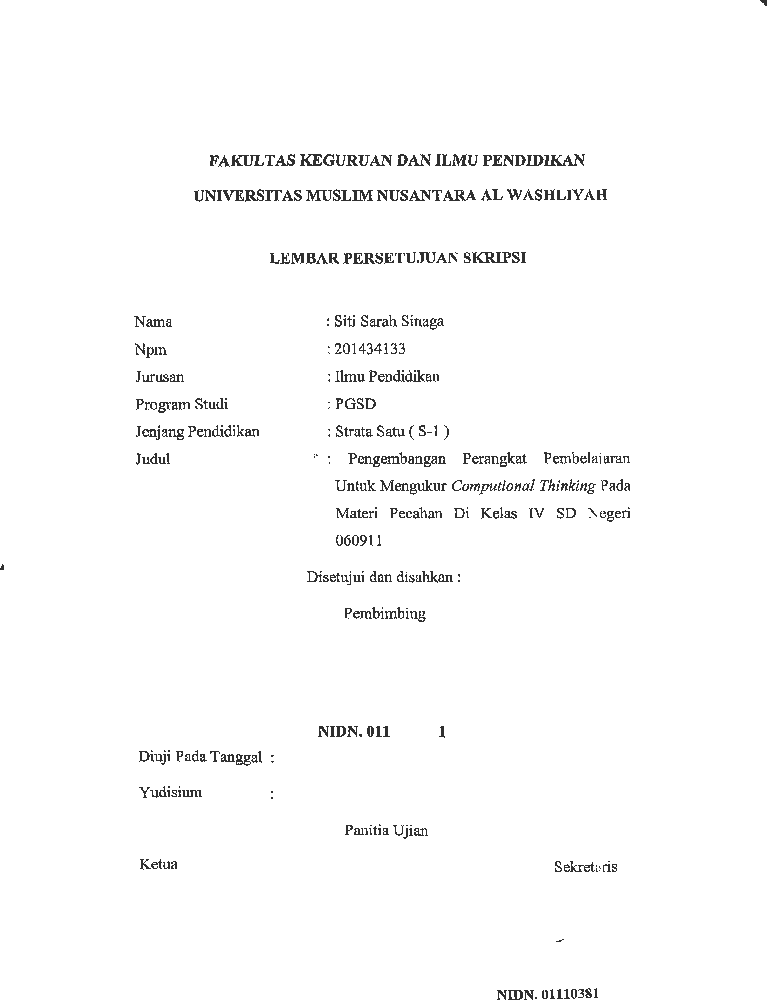 FAKULTAS KEGURUAN DAN ILMU PENDIDIKAN
UNIVERSITAS MUSLIM NUSANTARA AL WASHLIYAH
LEMBAR PERSETUJUAN SKRIPSI
Nama : Siti Sarah Sinaga
Npm : 201434133
Jurusan : Ilmu Pendidikan
Program Studi : PGSD
Jenjang Pendidikan : Strata Satu ( S-1 )
Judul : Pengembangan Perangkat Pembelajaran
Untuk Mengukur Computional Thinking Pada
Materi Pecahan Di Kelas IV SD Negeri
060911
Disetujui dan disahkan :
Pembimbing
NIDN. 011 1
Diuji Pada Tanggal :
Yudisium :
Panitia Ujian
Ketua Sekretaris
NIDN. 01110381